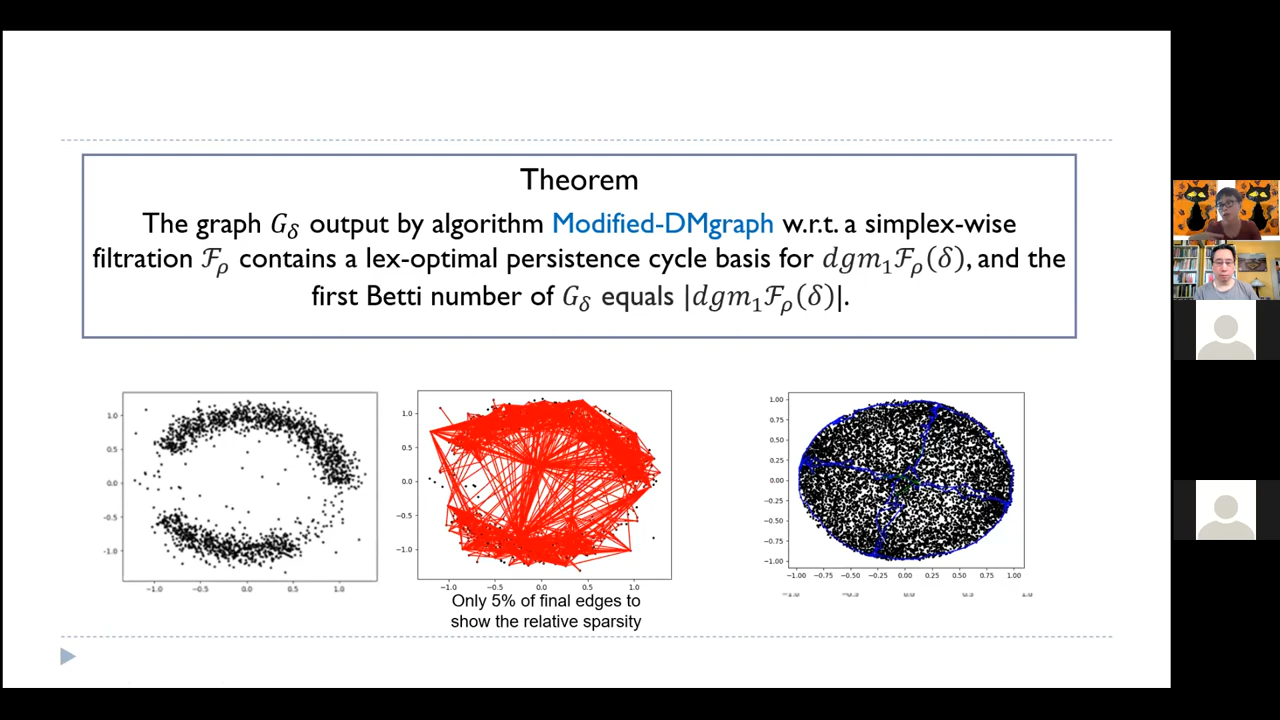 Theorem
The graph G_δ output by algorithm Modified-DMgraph w.r.t. a simplex-wise
filtration ℱ_ρ contains a lex-optimal persistence cycle basis for dgm₁ℱ_ρ(δ), and the
first Betti number of G_δ equals |dgm₁ℱ_ρ(δ)|.
1.0
0.5
0.0
-0.5
-1.0
-1.0 -0.5 0.0 0.5 1.0
1.0
0.5
0.0
−0.5
−1.0
−1.0 −0.5 0.0 0.5 1.0
Only 5% of final edges to
show the relative sparsity
1.00
0.75
0.50
0.25
0.00
−0.25
−0.50
−0.75
−1.00
−1.00 −0.75 −0.50 −0.25 0.00 0.25 0.50 0.75 1.00